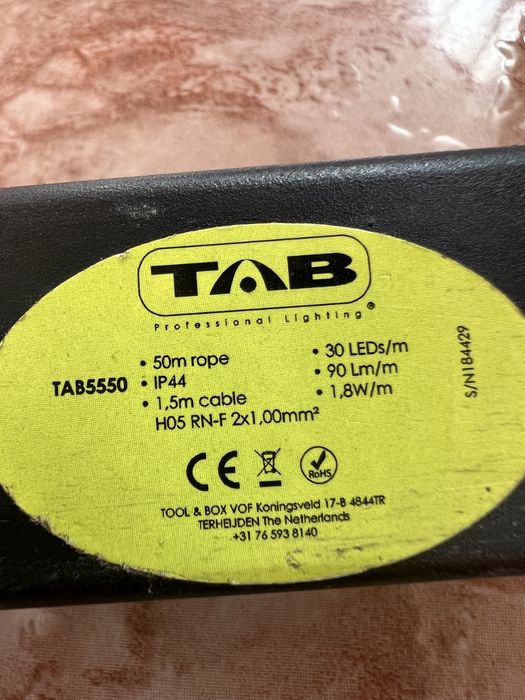 TAB
Professional Lighting®
TAB5550
• 50m rope
• IP44
• 1,5m cable
H05 RN-F 2x1,00mm²
• 30 LEDs/m
• 90 Lm/m
• 1,8W/m
S/N184429
CE
RoHS
TOOL & BOX VOF Koningsveld 17-B 4844TR
TERHEIJDEN The Netherlands
+31 76 593 8140